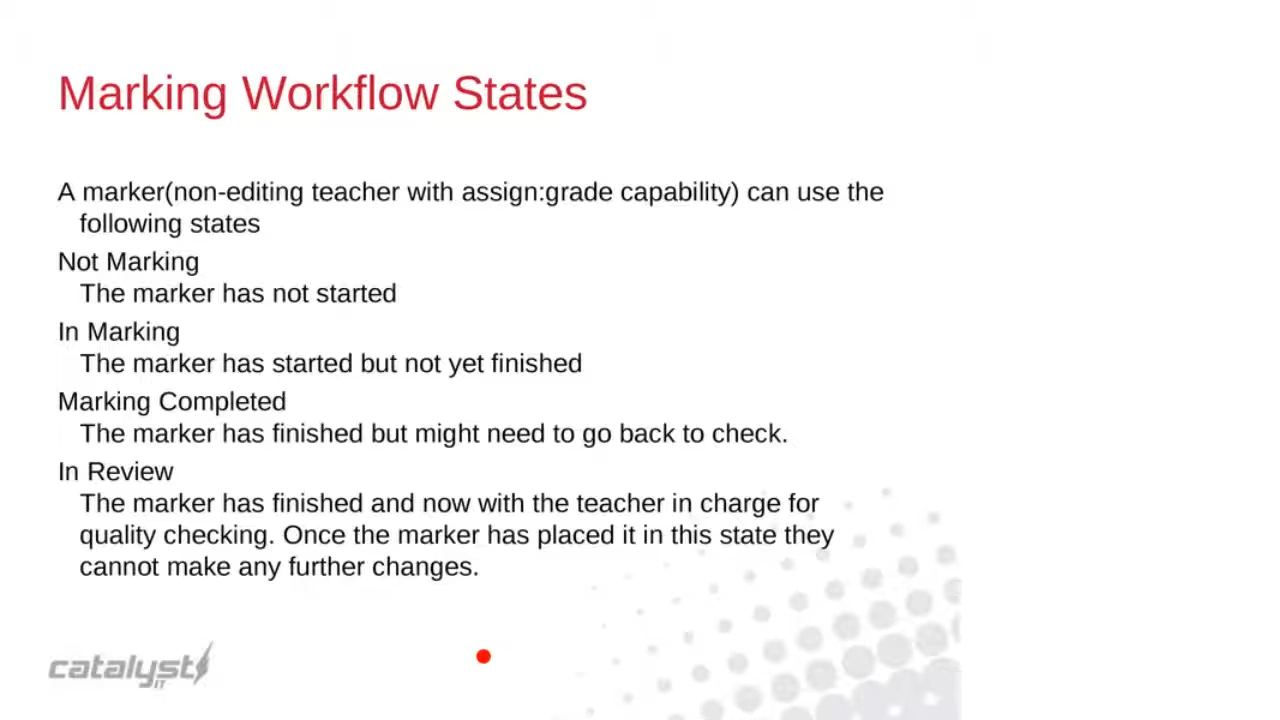 Marking Workflow States
A marker(non-editing teacher with assign:grade capability) can use the
following states
Not Marking
The marker has not started
In Marking
The marker has started but not yet finished
Marking Completed
The marker has finished but might need to go back to check.
In Review
The marker has finished and now with the teacher in charge for
quality checking. Once the marker has placed it in this state they
cannot make any further changes.
catalyst
IT